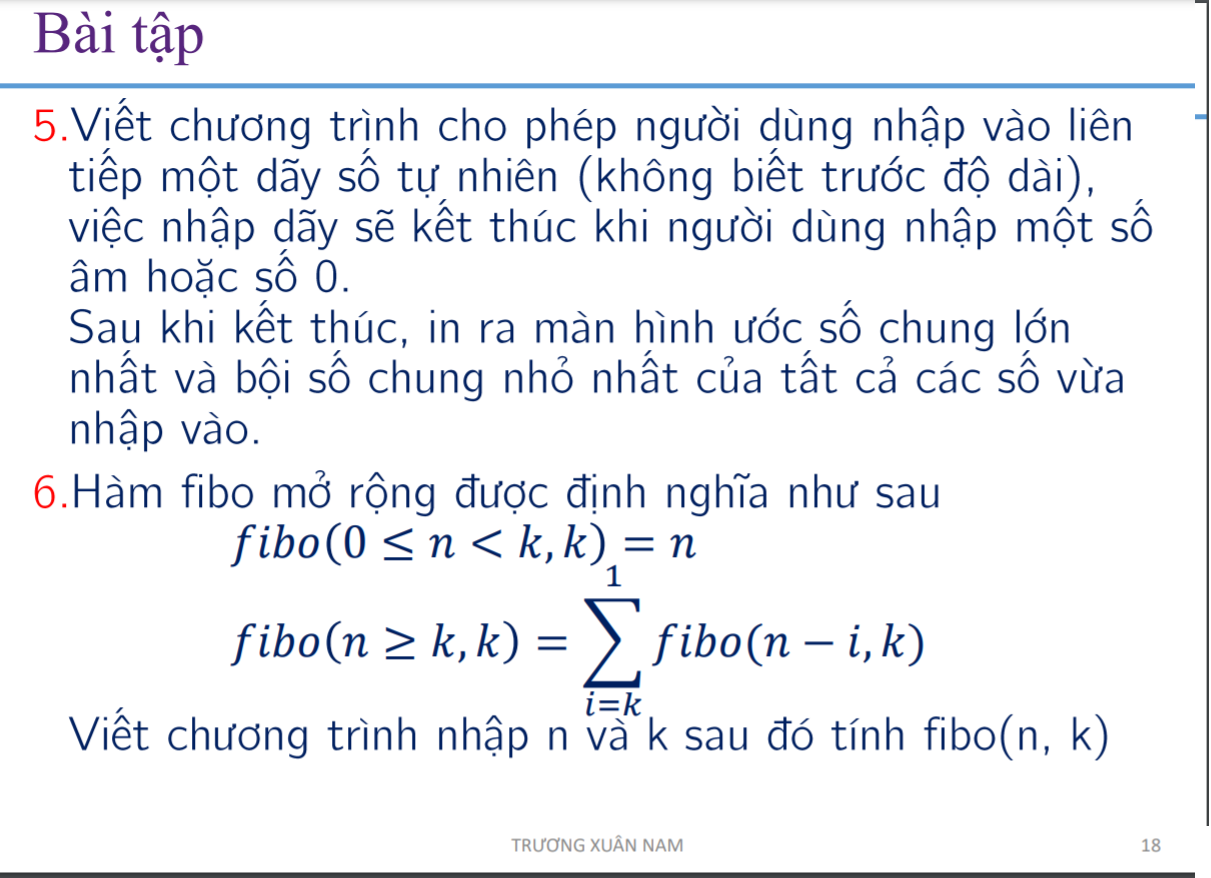 Bài tập
5.Viết chương trình cho phép người dùng nhập vào liên
tiếp một dãy số tự nhiên (không biết trước độ dài),
việc nhập dãy sẽ kết thúc khi người dùng nhập một số
âm hoặc số 0.
Sau khi kết thúc, in ra màn hình ước số chung lớn
nhất và bội số chung nhỏ nhất của tất cả các số vừa
nhập vào.
6.Hàm fibo mở rộng được định nghĩa như sau
fibo(0 ≤ n < k, k) = n
1
fibo(n ≥ k, k) = ∑ fibo(n − i, k)
i=k
Viết chương trình nhập n và k sau đó tính fibo(n, k)
TRƯƠNG XUÂN NAM
18